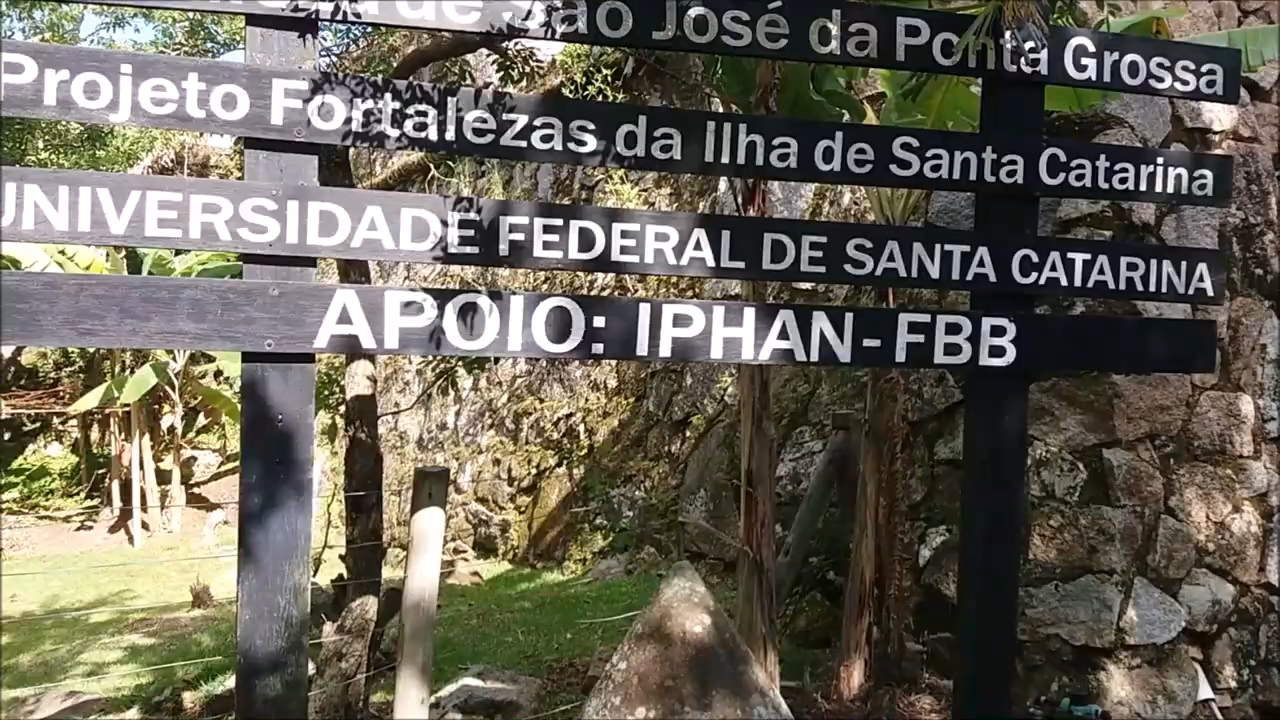 de São José da Ponta Grossa
Projeto Fortalezas da Ilha de Santa Catarina
UNIVERSIDADE FEDERAL DE SANTA CATARINA
APOIO: IPHAN-FBB